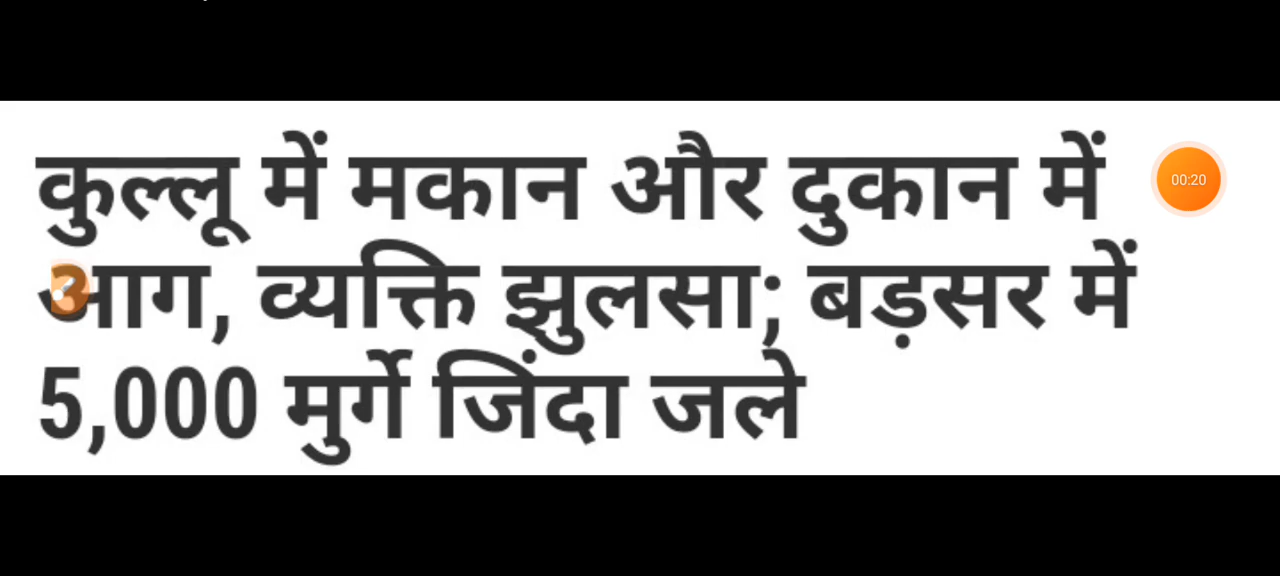 कुल्लू में मकान और दुकान में
00:20
आग, व्यक्ति झुलसा; बड़सर में
5,000 मुर्गे जिंदा जले